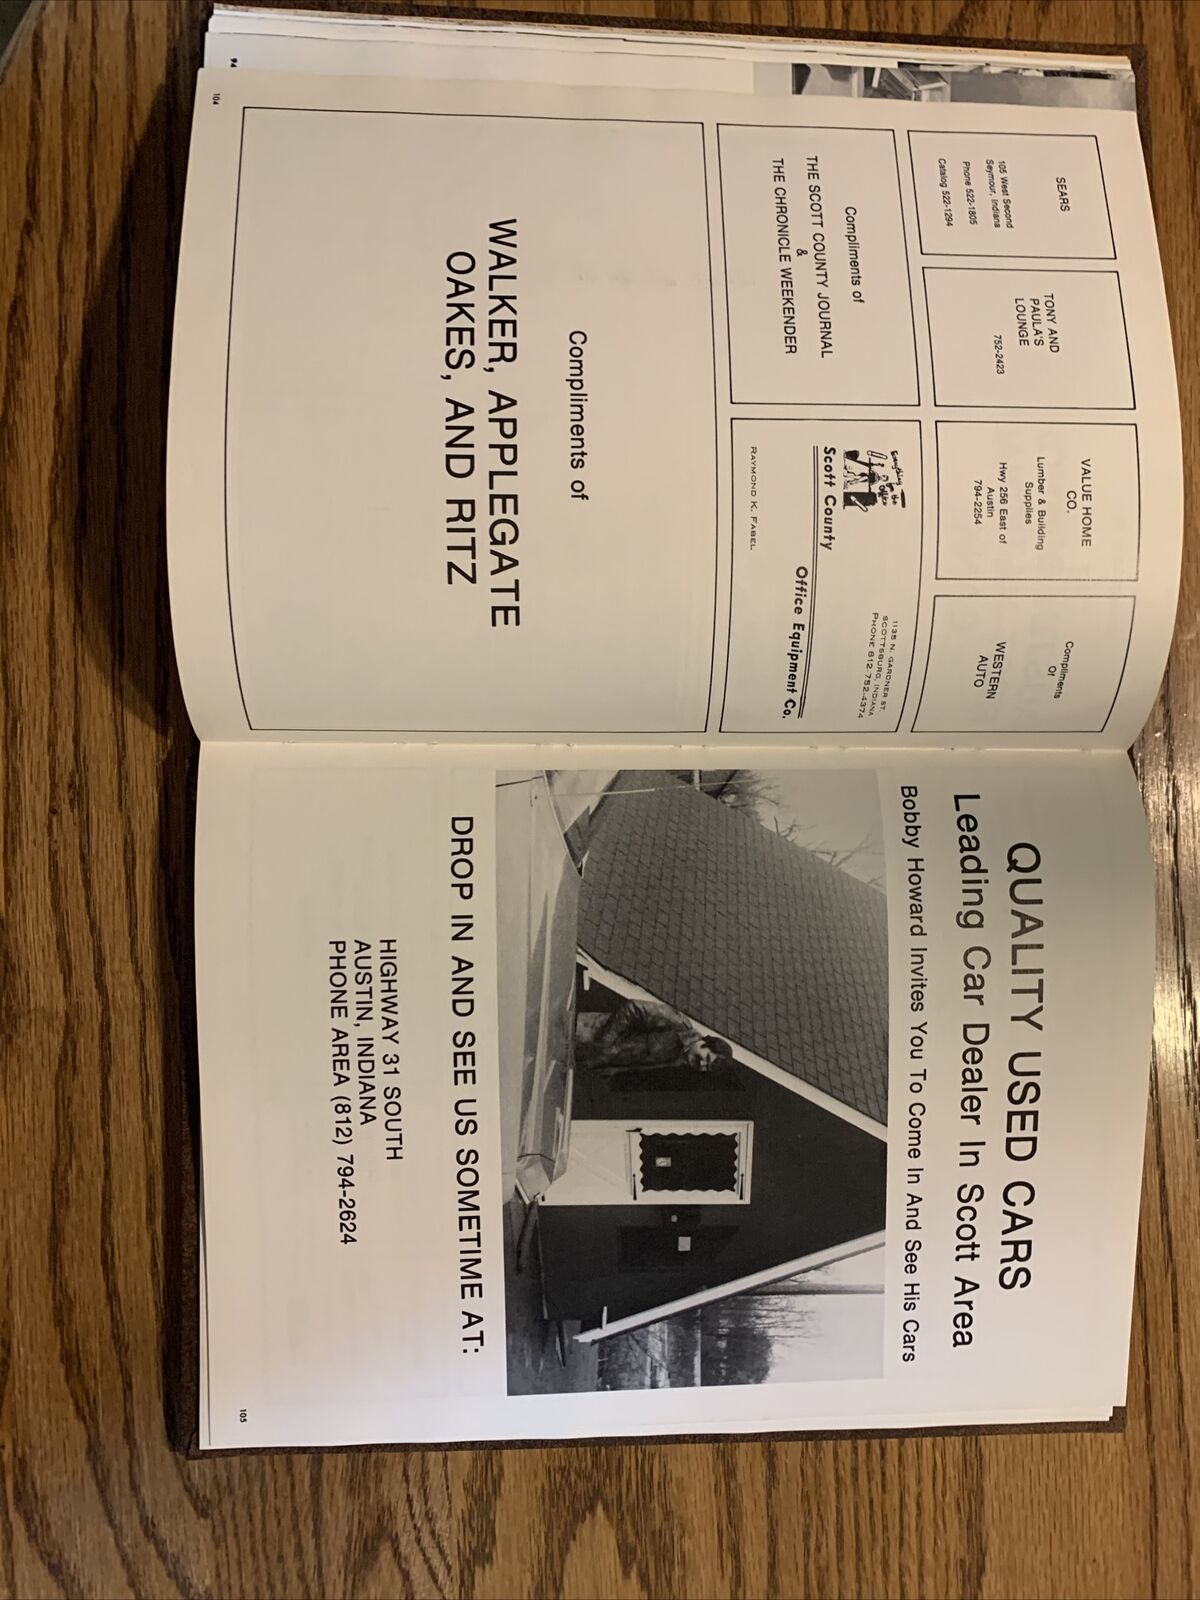 SEARS
105 West Second
Seymour, Indiana
Phone 522-1805
Catalog 522-1294
TONY AND
PAULA'S
LOUNGE
752-2423
VALUE HOME
CO.
Lumber & Building
Supplies
Hwy 256 East of
Austin
794-2254
Compliments
Of
WESTERN
AUTO
Compliments of
THE SCOTT COUNTY JOURNAL
&
THE CHRONICLE WEEKENDER
Everything
for the
office
1135 N. GARDNER ST.
SCOTTSBURG, INDIANA
PHONE 812 752-4374
Scott County
Office Equipment Co.
RAYMOND K. FABEL
Compliments of
WALKER, APPLEGATE
OAKES, AND RITZ
94
104
QUALITY USED CARS
Leading Car Dealer In Scott Area
Bobby Howard Invites You To Come In And See His Cars
DROP IN AND SEE US SOMETIME AT:
HIGHWAY 31 SOUTH
AUSTIN, INDIANA
PHONE AREA (812) 794-2624
105